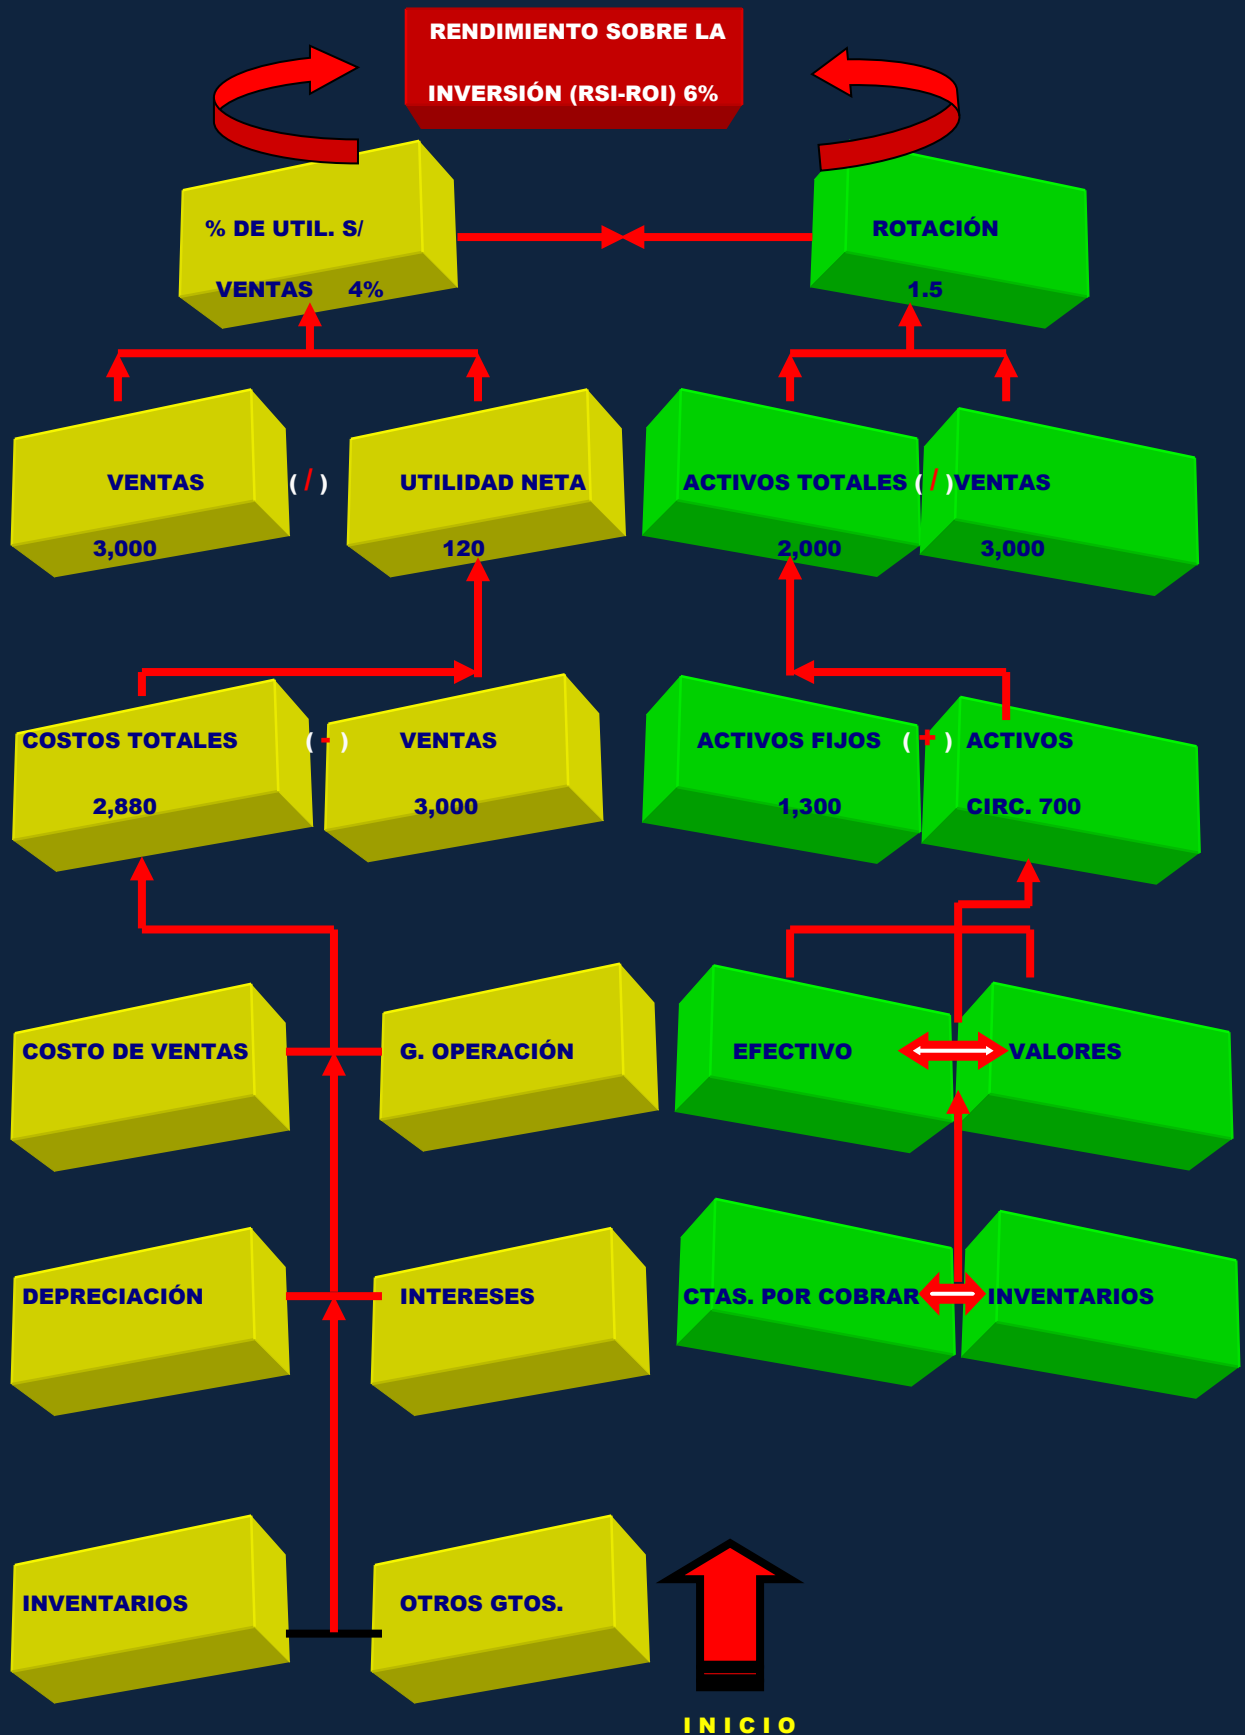 RENDIMIENTO SOBRE LA
INVERSIÓN (RSI-ROI) 6%
% DE UTIL. S/
VENTAS 4%
ROTACIÓN
1.5
VENTAS
3,000
( / )
UTILIDAD NETA
120
ACTIVOS TOTALES
2,000
( / )
VENTAS
3,000
COSTOS TOTALES
2,880
( - )
VENTAS
3,000
ACTIVOS FIJOS
1,300
( + )
ACTIVOS
CIRC. 700
COSTO DE VENTAS
G. OPERACIÓN
EFECTIVO
VALORES
DEPRECIACIÓN
INTERESES
CTAS. POR COBRAR
INVENTARIOS
INVENTARIOS
OTROS GTOS.
INICIO